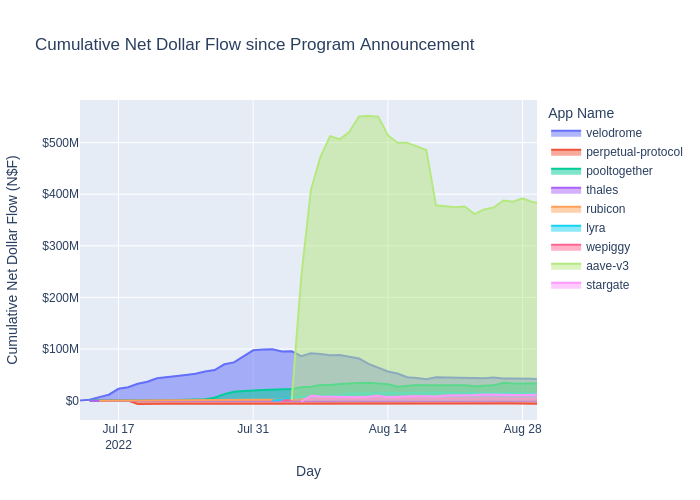 Cumulative Net Dollar Flow since Program Announcement
Cumulative Net Dollar Flow (N$F)
$500M
$400M
$300M
$200M
$100M
$0
Jul 17
2022
Jul 31
Aug 14
Aug 28
Day
App Name
velodrome
perpetual-protocol
pooltogether
thales
rubicon
lyra
wepiggy
aave-v3
stargate